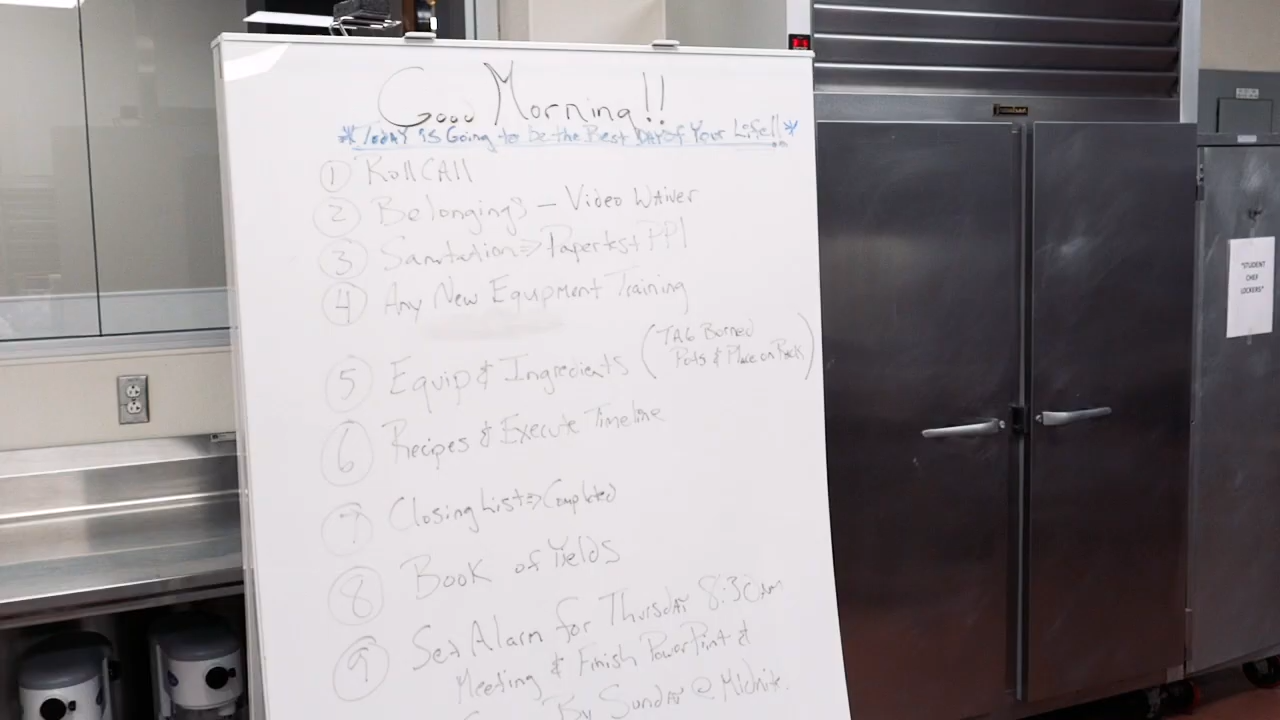 Good Morning!!
*Today is Going to be the Best Day of Your Life!!*
① Roll Call
② Belongings — Video Waiver
③ Sanitation => Paper test PPI
④ Any New Equipment Training
⑤ Equip & Ingredients (TAG Borned
Pots & Place on Rack)
⑥ Recipes & Execute Timeline
⑦ Closing List => Completed
⑧ Book of Yields
⑨ Set Alarm for Thursday 8:30am
Meeting & Finish PowerPoint &
By Sunday @ Midnite.
"STUDENT
CHEF
LOCKERS"